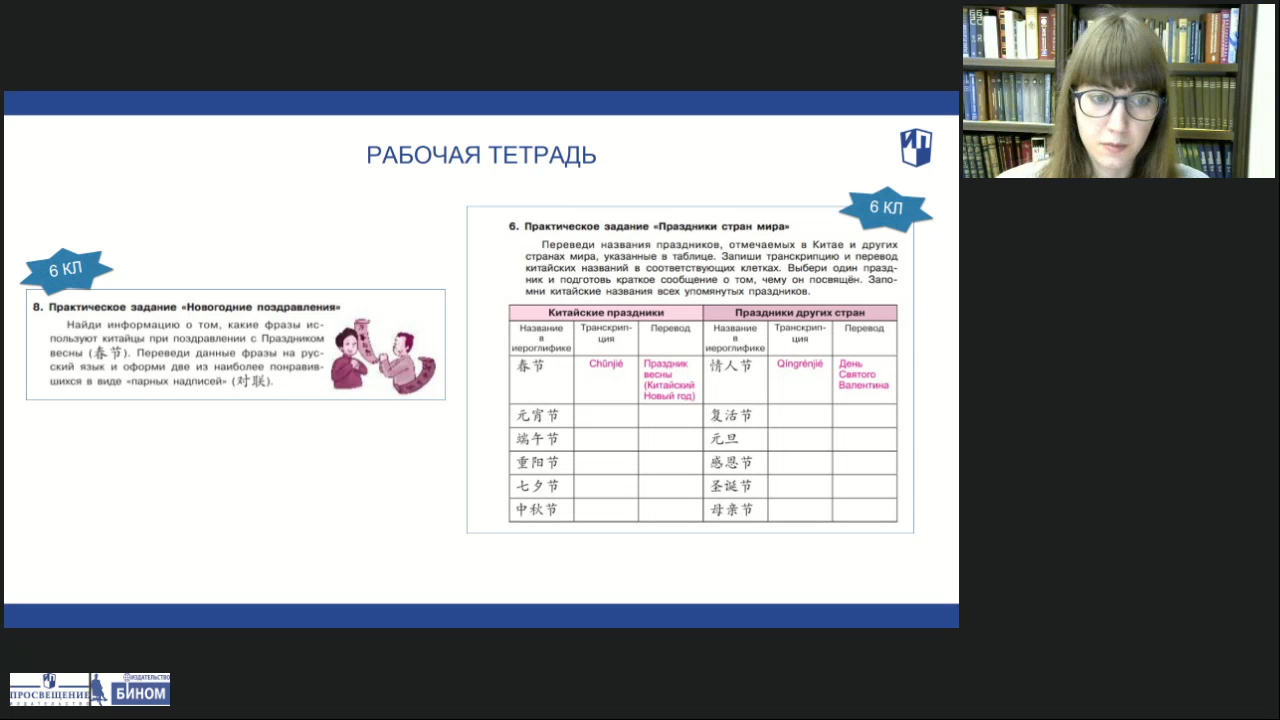 РАБОЧАЯ ТЕТРАДЬ
ИП
6 КЛ
8. Практическое задание «Новогодние поздравления»
Найди информацию о том, какие фразы ис-
пользуют китайцы при поздравлении с Праздником
весны (春节). Переведи данные фразы на рус-
ский язык и оформи две из наиболее понравив-
шихся в виде «парных надписей» (对联).
6 КЛ
6. Практическое задание «Праздники стран мира»
Переведи названия праздников, отмечаемых в Китае и других
странах мира, указанные в таблице. Запиши транскрипцию и перевод
китайских названий в соответствующих клетках. Выбери один празд-
ник и подготовь краткое сообщение о том, чему он посвящён. Запо-
мни китайские названия всех упомянутых праздников.
Китайские праздники Праздники других стран
Название в иероглифике Транскрип-ция Перевод Название в иероглифике Транскрип-ция Перевод
春节 Chūnjié Праздник весны (Китайский Новый год) 情人节 Qíngrénjié День Святого Валентина
元宵节 复活节
端午节 元旦
重阳节 感恩节
七夕节 圣诞节
中秋节 母亲节
ПРОСВЕЩЕНИЕ
ИЗДАТЕЛЬСТВО
ИЗДАТЕЛЬСТВО
БИНОМ